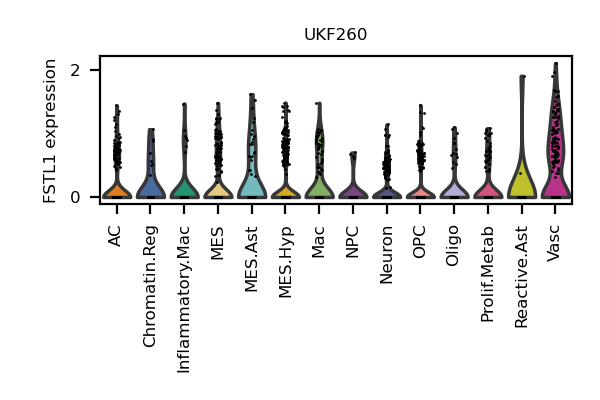 UKF260
FSTL1 expression
2
0
AC
Chromatin.Reg
Inflammatory.Mac
MES
MES.Ast
MES.Hyp
Mac
NPC
Neuron
OPC
Oligo
Prolif.Metab
Reactive.Ast
Vasc